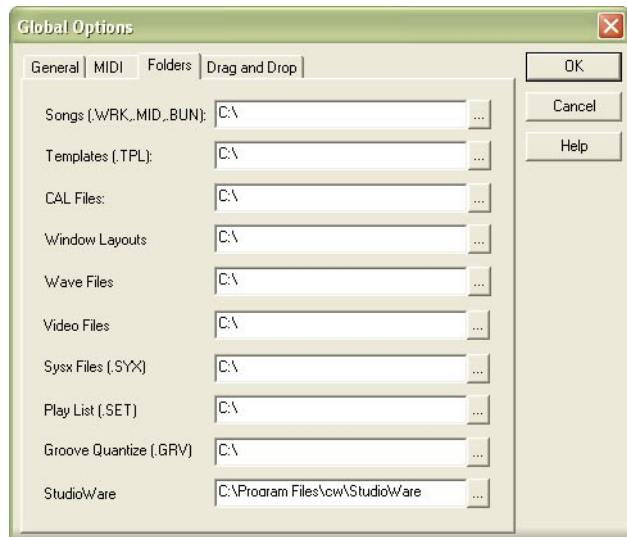 Global Options
General MIDI Folders Drag and Drop
OK
Cancel
Help
Songs (.WRK,.MID,.BUN): C:\ ...
Templates (.TPL): C:\ ...
CAL Files: C:\ ...
Window Layouts C:\ ...
Wave Files C:\ ...
Video Files C:\ ...
Sysx Files (.SYX) C:\ ...
Play List (.SET) C:\ ...
Groove Quantize (.GRV) C:\ ...
StudioWare C:\Program Files\cw\StudioWare ...